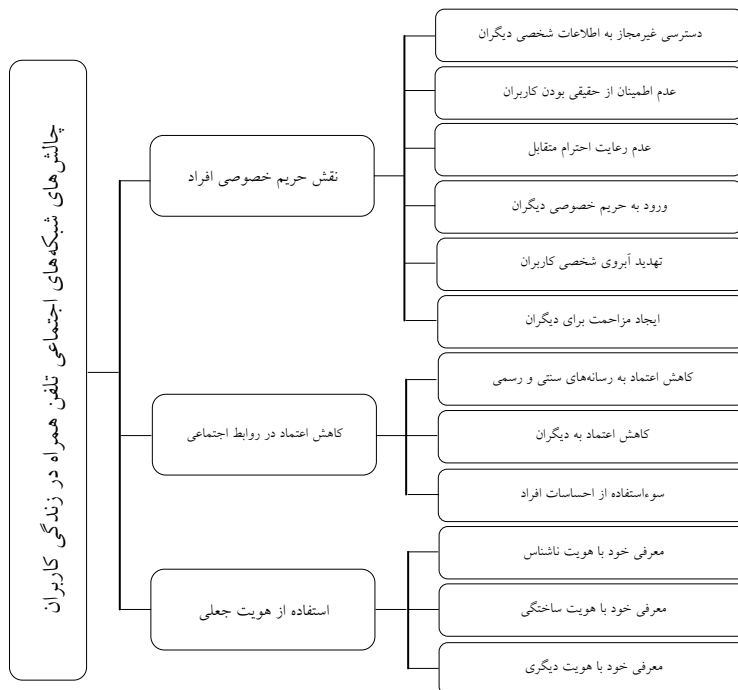 چالش‌های شبکه‌های اجتماعی تلفن همراه در زندگی کاربران
نقش حریم خصوصی افراد
دسترسی غیرمجاز به اطلاعات شخصی دیگران
عدم اطمینان از حقیقی بودن کاربران
عدم رعایت احترام متقابل
ورود به حریم خصوصی دیگران
تهدید آبروی شخصی کاربران
ایجاد مزاحمت برای دیگران
کاهش اعتماد در روابط اجتماعی
کاهش اعتماد به رسانه‌های سنتی و رسمی
کاهش اعتماد به دیگران
سوءاستفاده از احساسات افراد
استفاده از هویت جعلی
معرفی خود با هویت ناشناس
معرفی خود با هویت ساختگی
معرفی خود با هویت دیگری